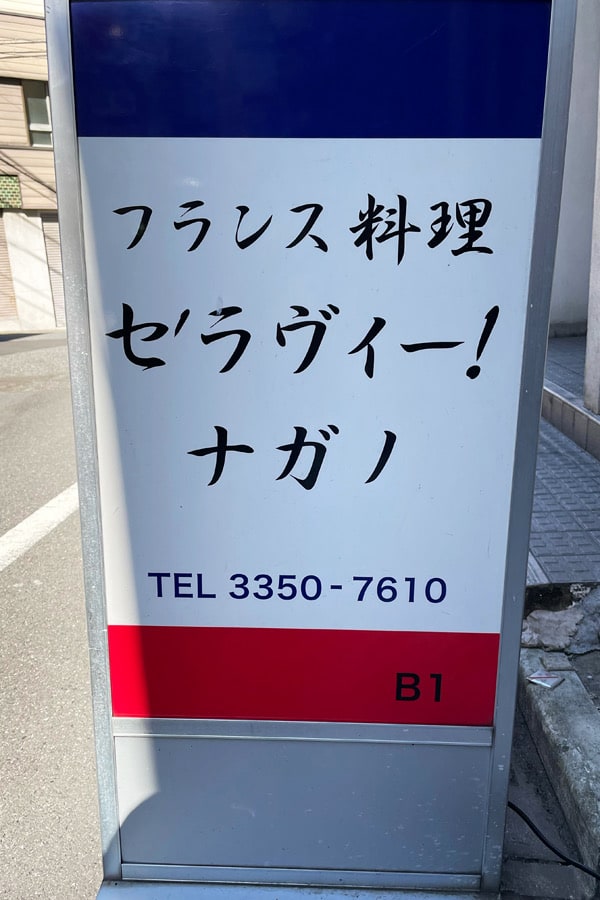 フランス料理
セ'ラヴィー!
ナガノ
TEL 3350-7610
B1